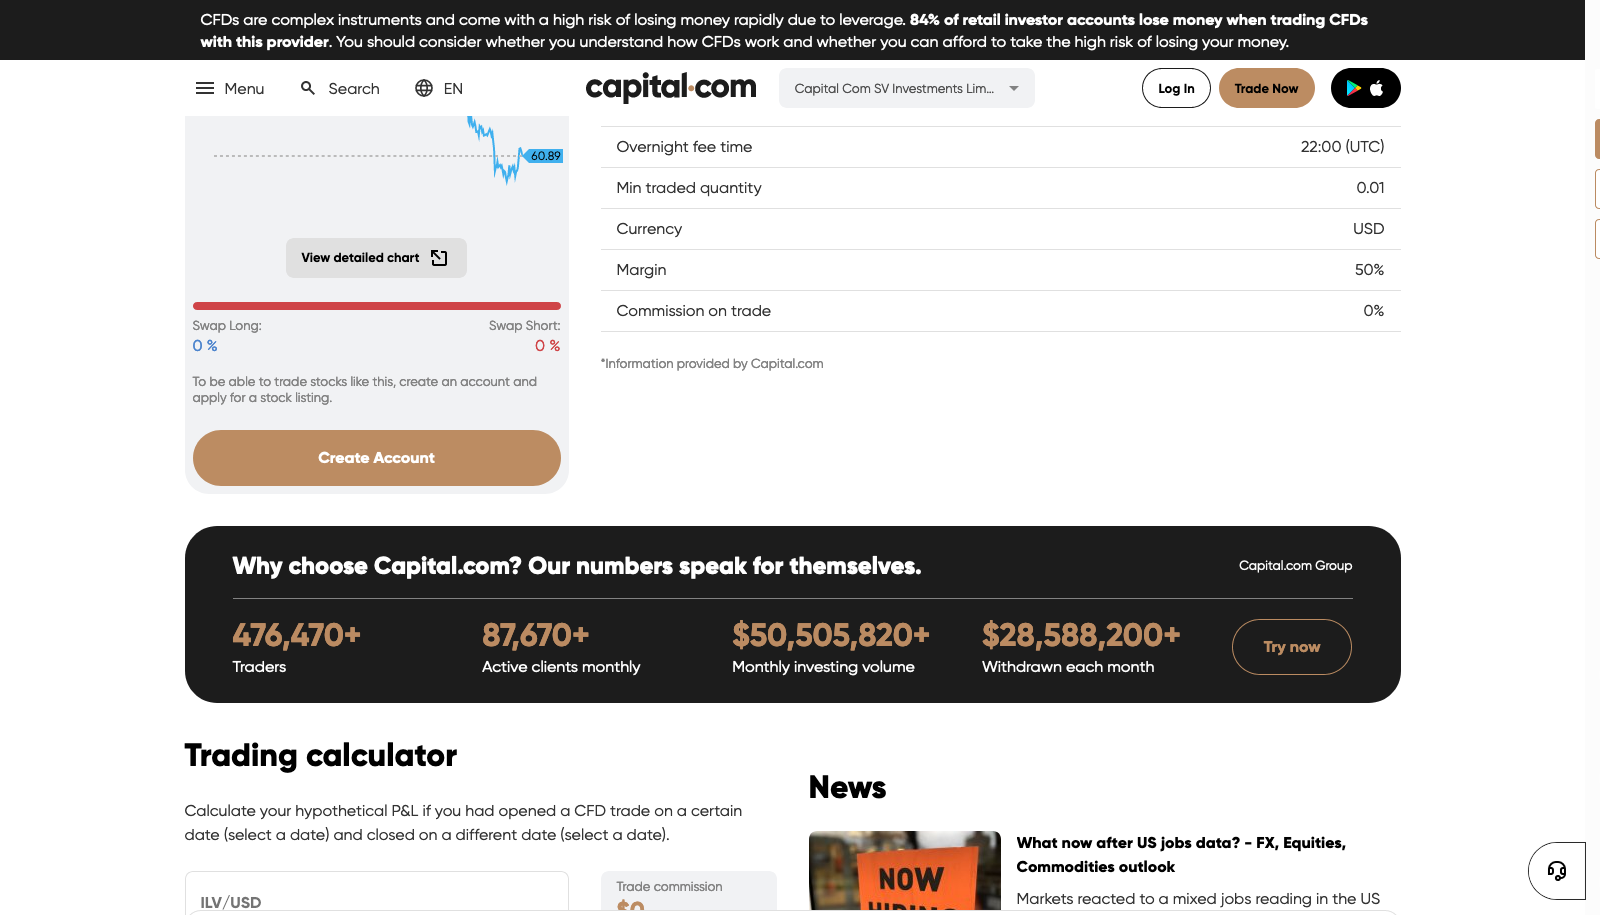 CFDs are complex instruments and come with a high risk of losing money rapidly due to leverage. 84% of retail investor accounts lose money when trading CFDs
with this provider. You should consider whether you understand how CFDs work and whether you can afford to take the high risk of losing your money.
Menu
Search
EN
capital.com
Capital Com SV Investments Lim...
Log In
Trade Now
60.89
View detailed chart
Swap Long:
Swap Short:
0 %
0 %
To be able to trade stocks like this, create an account and
apply for a stock listing.
Create Account
Overnight fee time 22:00 (UTC)
Min traded quantity 0.01
Currency USD
Margin 50%
Commission on trade 0%
*Information provided by Capital.com
Why choose Capital.com? Our numbers speak for themselves.
Capital.com Group
476,470+
Traders
87,670+
Active clients monthly
$50,505,820+
Monthly investing volume
$28,588,200+
Withdrawn each month
Try now
Trading calculator
Calculate your hypothetical P&L if you had opened a CFD trade on a certain
date (select a date) and closed on a different date (select a date).
ILV/USD
Trade commission
$0
News
NOW
HIRING
What now after US jobs data? - FX, Equities,
Commodities outlook
Markets reacted to a mixed jobs reading in the US